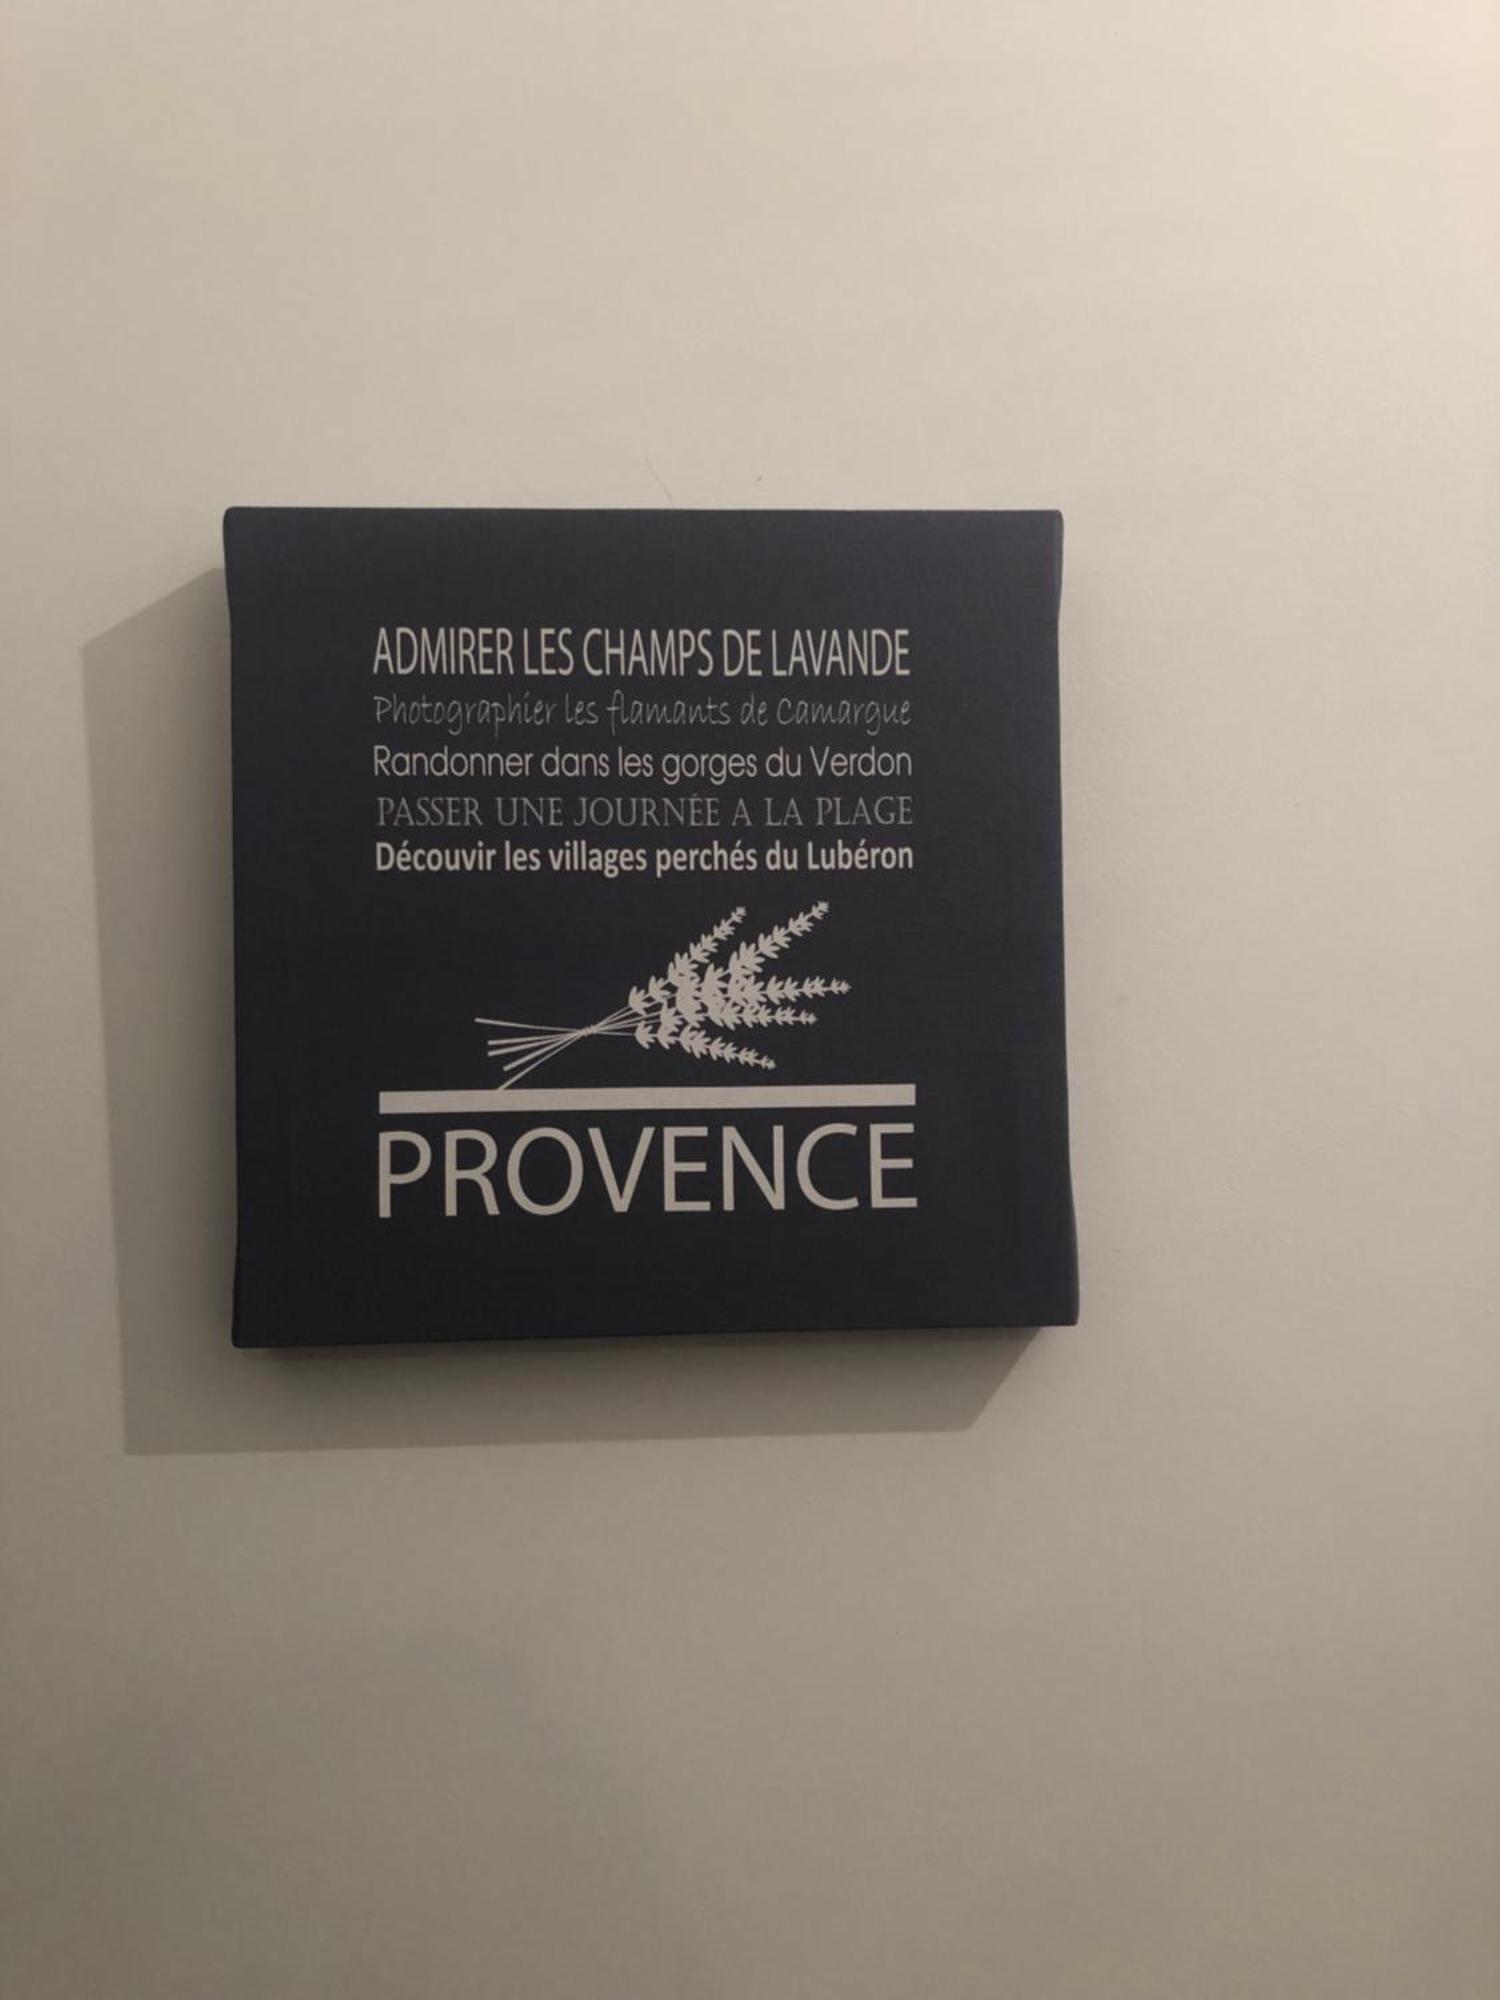 ADMIRER LES CHAMPS DE LAVANDE
Photographier les flamants de Camargue
Randonner dans les gorges du Verdon
PASSER UNE JOURNÉE A LA PLAGE
Découvir les villages perchés du Lubéron
PROVENCE